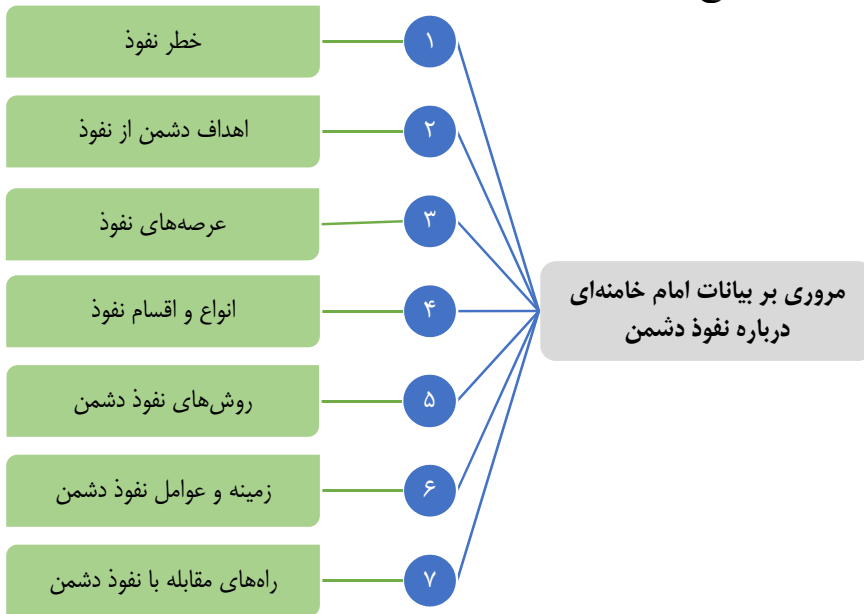 مروری بر بیانات امام خامنه‌ای
درباره نفوذ دشمن
۱
خطر نفوذ
۲
اهداف دشمن از نفوذ
۳
عرصه‌های نفوذ
۴
انواع و اقسام نفوذ
۵
روش‌های نفوذ دشمن
۶
زمینه و عوامل نفوذ دشمن
۷
راه‌های مقابله با نفوذ دشمن